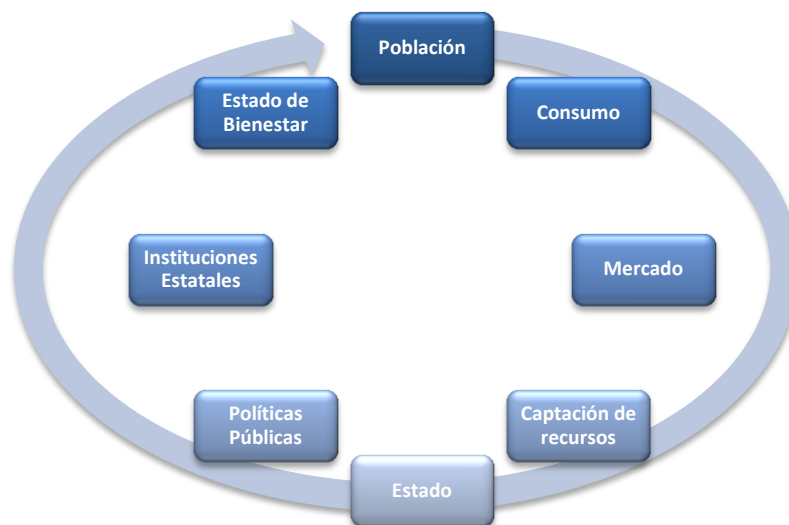 Población
Consumo
Mercado
Captación de
recursos
Estado
Políticas
Públicas
Instituciones
Estatales
Estado de
Bienestar